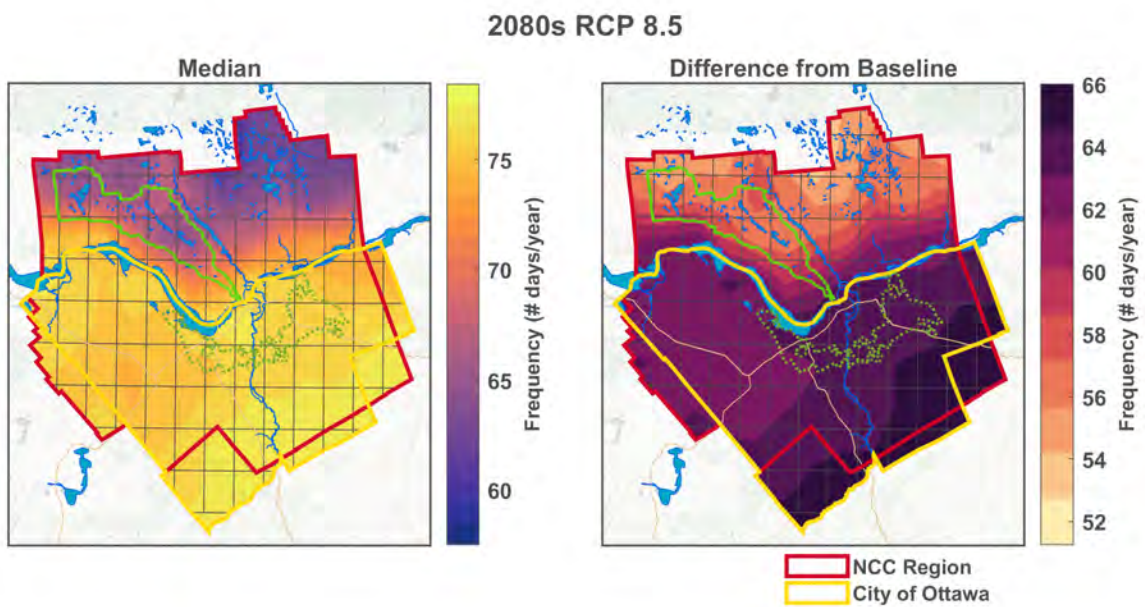 2080s RCP 8.5
Median
Difference from Baseline
75
70
65
60
Frequency (# days/year)
66
64
62
60
58
56
54
52
Frequency (# days/year)
NCC Region
City of Ottawa